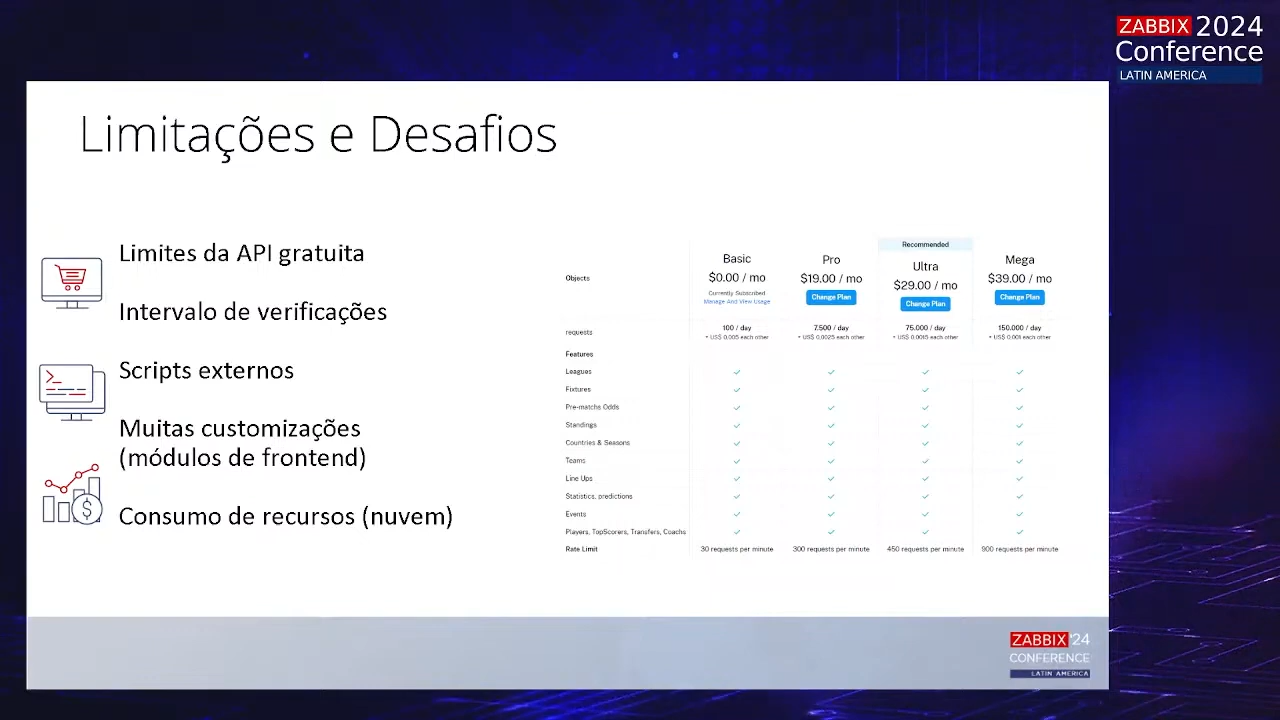 ZABBIX 2024
Conference
LATIN AMERICA
Limitações e Desafios
Limites da API gratuita
Intervalo de verificações
Scripts externos
Muitas customizações
(módulos de frontend)
Consumo de recursos (nuvem)
Recommended
Objects
Basic
$0.00 / mo
Currently Subscribed
Manage And View Usage
Pro
$19.00 / mo
Change Plan
Ultra
$29.00 / mo
Change Plan
Mega
$39.00 / mo
Change Plan
requests
100 / day
+ US$ 0,005 each other
7.500 / day
+ US$ 0,0025 each other
75.000 / day
+ US$ 0,0015 each other
150.000 / day
+ US$ 0,001 each other
Features
Leagues
Fixtures
Pre-matchs Odds
Standings
Countries & Seasons
Teams
Line Ups
Statistics, predictions
Events
Players, TopScorers, Transfers, Coachs
Rate Limit 30 requests per minute 300 requests per minute 450 requests per minute 900 requests per minute
ZABBIX '24
CONFERENCE
LATIN AMERICA